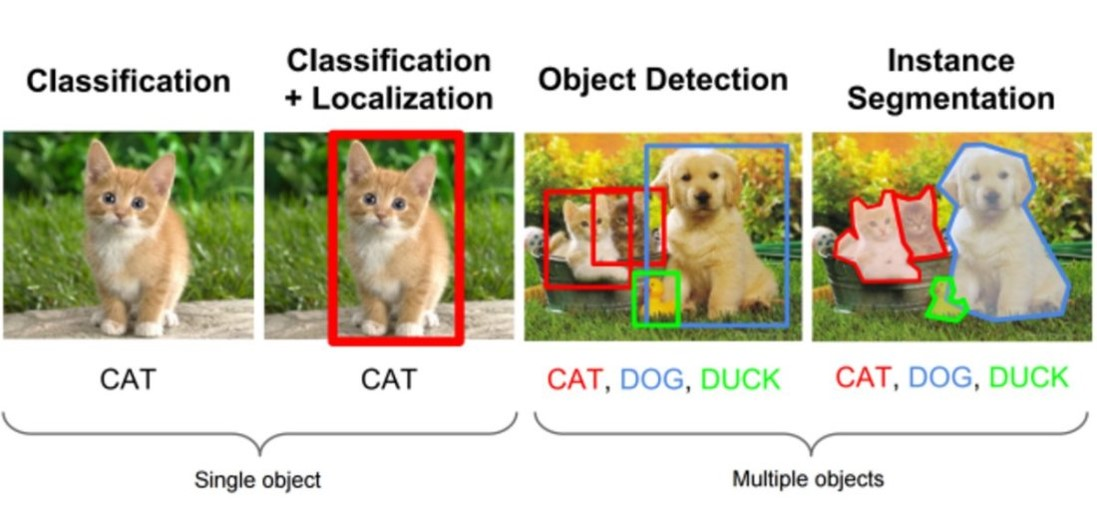 Classification
Classification
+ Localization
Object Detection
Instance
Segmentation
CAT
CAT
CAT, DOG, DUCK
CAT, DOG, DUCK
Single object
Multiple objects